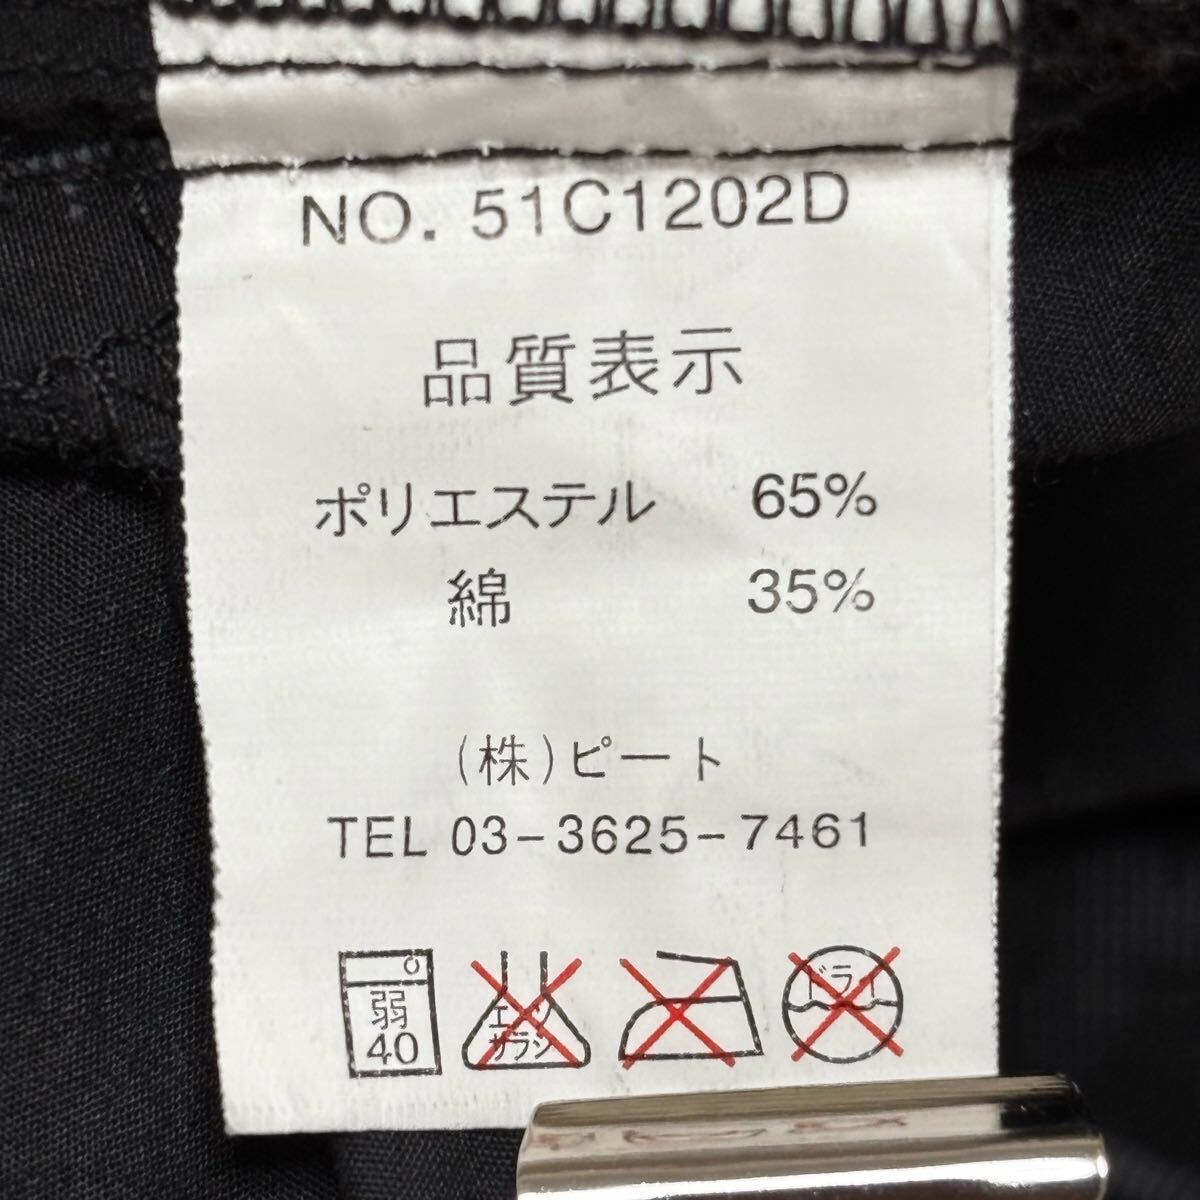 NO. 51C1202D
品質表示
ポリエステル 65%
綿 35%
(株)ピート
TEL 03-3625-7461
弱
40
エンソ
サラシ
ドライ